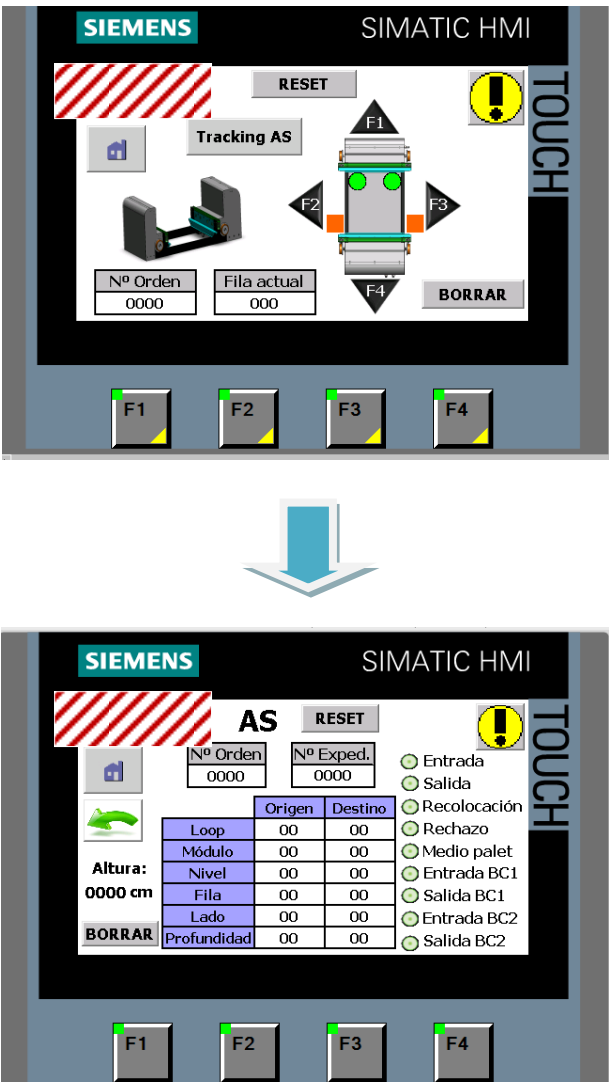 SIEMENS SIMATIC HMI
TOUCH
RESET
F1
Tracking AS
F2 F3
Nº Orden Fila actual
0000 000
F4 BORRAR
F1 F2 F3 F4
SIEMENS SIMATIC HMI
TOUCH
AS RESET
Nº Orden Nº Exped.
0000 0000
Entrada
Salida
Origen Destino Recolocación
Loop 00 00 Rechazo
Módulo 00 00 Medio palet
Altura: Nivel 00 00 Entrada BC1
0000 cm Fila 00 00 Salida BC1
Lado 00 00 Entrada BC2
BORRAR Profundidad 00 00 Salida BC2
F1 F2 F3 F4